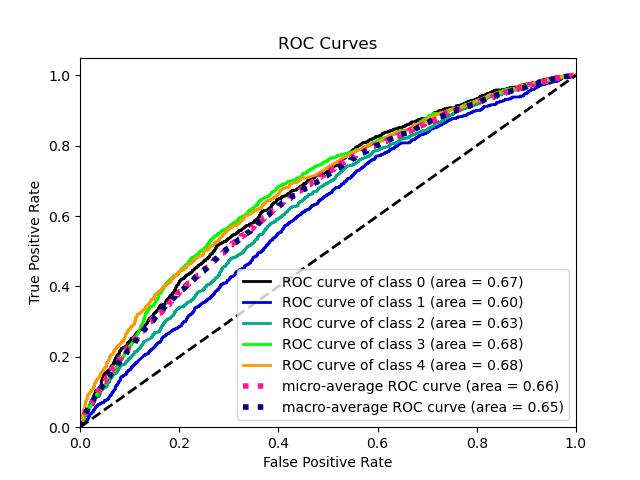 ROC Curves
True Positive Rate
1.0
0.8
0.6
0.4
0.2
0.0
ROC curve of class 0 (area = 0.67)
ROC curve of class 1 (area = 0.60)
ROC curve of class 2 (area = 0.63)
ROC curve of class 3 (area = 0.68)
ROC curve of class 4 (area = 0.68)
micro-average ROC curve (area = 0.66)
macro-average ROC curve (area = 0.65)
0.0 0.2 0.4 0.6 0.8 1.0
False Positive Rate